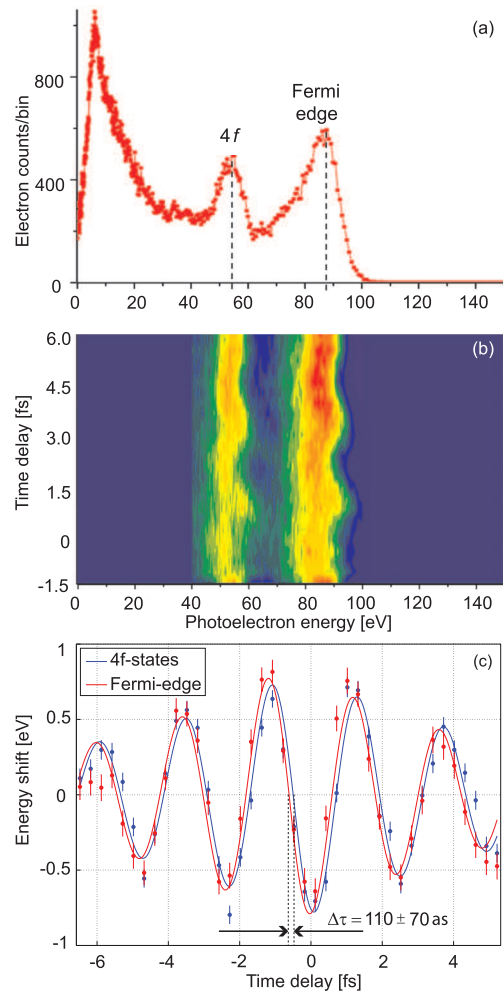 (a)
Electron counts/bin
800
400
0
4f
Fermi
edge
0 20 40 60 80 100 120 140
(b)
Time delay [fs]
6.0
4.5
3.0
1.5
0
-1.5
0 20 40 60 80 100 120 140
Photoelectron energy [eV]
(c)
4f-states
Fermi-edge
Energy shift [eV]
1
0.5
0
-0.5
-1
Δτ = 110 ± 70 as
-6 -4 -2 0 2 4
Time delay [fs]